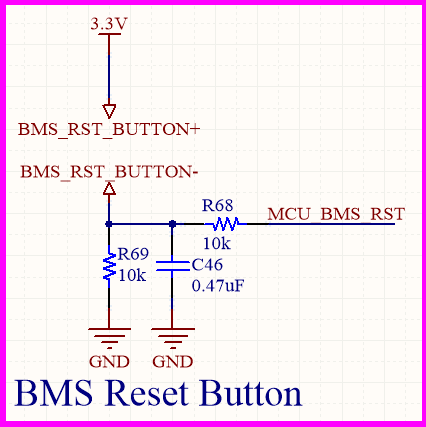 3.3V
BMS_RST_BUTTON+
BMS_RST_BUTTON-
R68
MCU_BMS_RST
10k
R69
10k
C46
0.47uF
GND
GND
BMS Reset Button